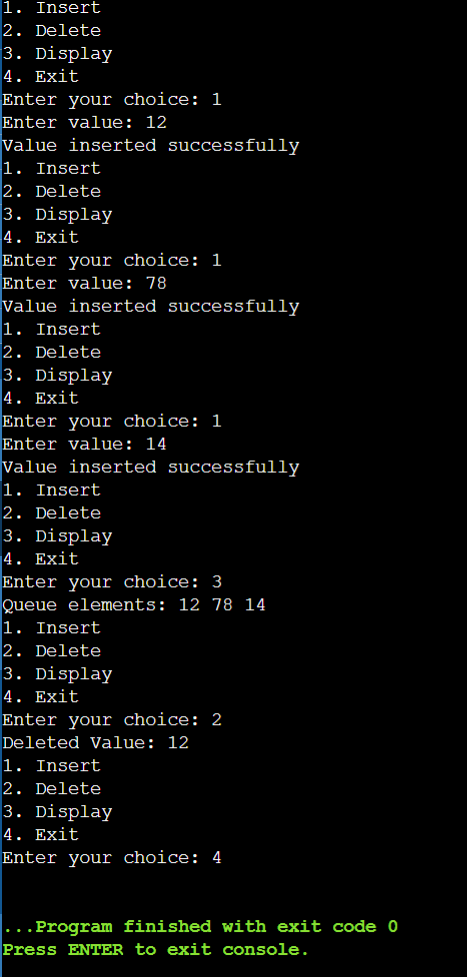 1. Insert
2. Delete
3. Display
4. Exit
Enter your choice: 1
Enter value: 12
Value inserted successfully
1. Insert
2. Delete
3. Display
4. Exit
Enter your choice: 1
Enter value: 78
Value inserted successfully
1. Insert
2. Delete
3. Display
4. Exit
Enter your choice: 1
Enter value: 14
Value inserted successfully
1. Insert
2. Delete
3. Display
4. Exit
Enter your choice: 3
Queue elements: 12 78 14
1. Insert
2. Delete
3. Display
4. Exit
Enter your choice: 2
Deleted Value: 12
1. Insert
2. Delete
3. Display
4. Exit
Enter your choice: 4
...Program finished with exit code 0
Press ENTER to exit console.